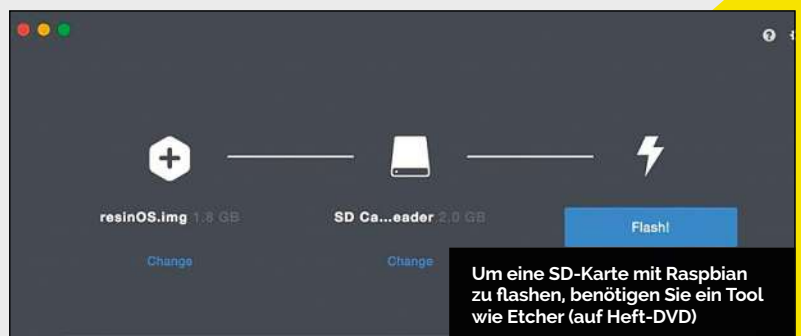 resinOS.img 1.8 GB
SD Ca...eader 2.0 GB
Flash!
Change
Change
Um eine SD-Karte mit Raspbian
zu flashen, benötigen Sie ein Tool
wie Etcher (auf Heft-DVD)